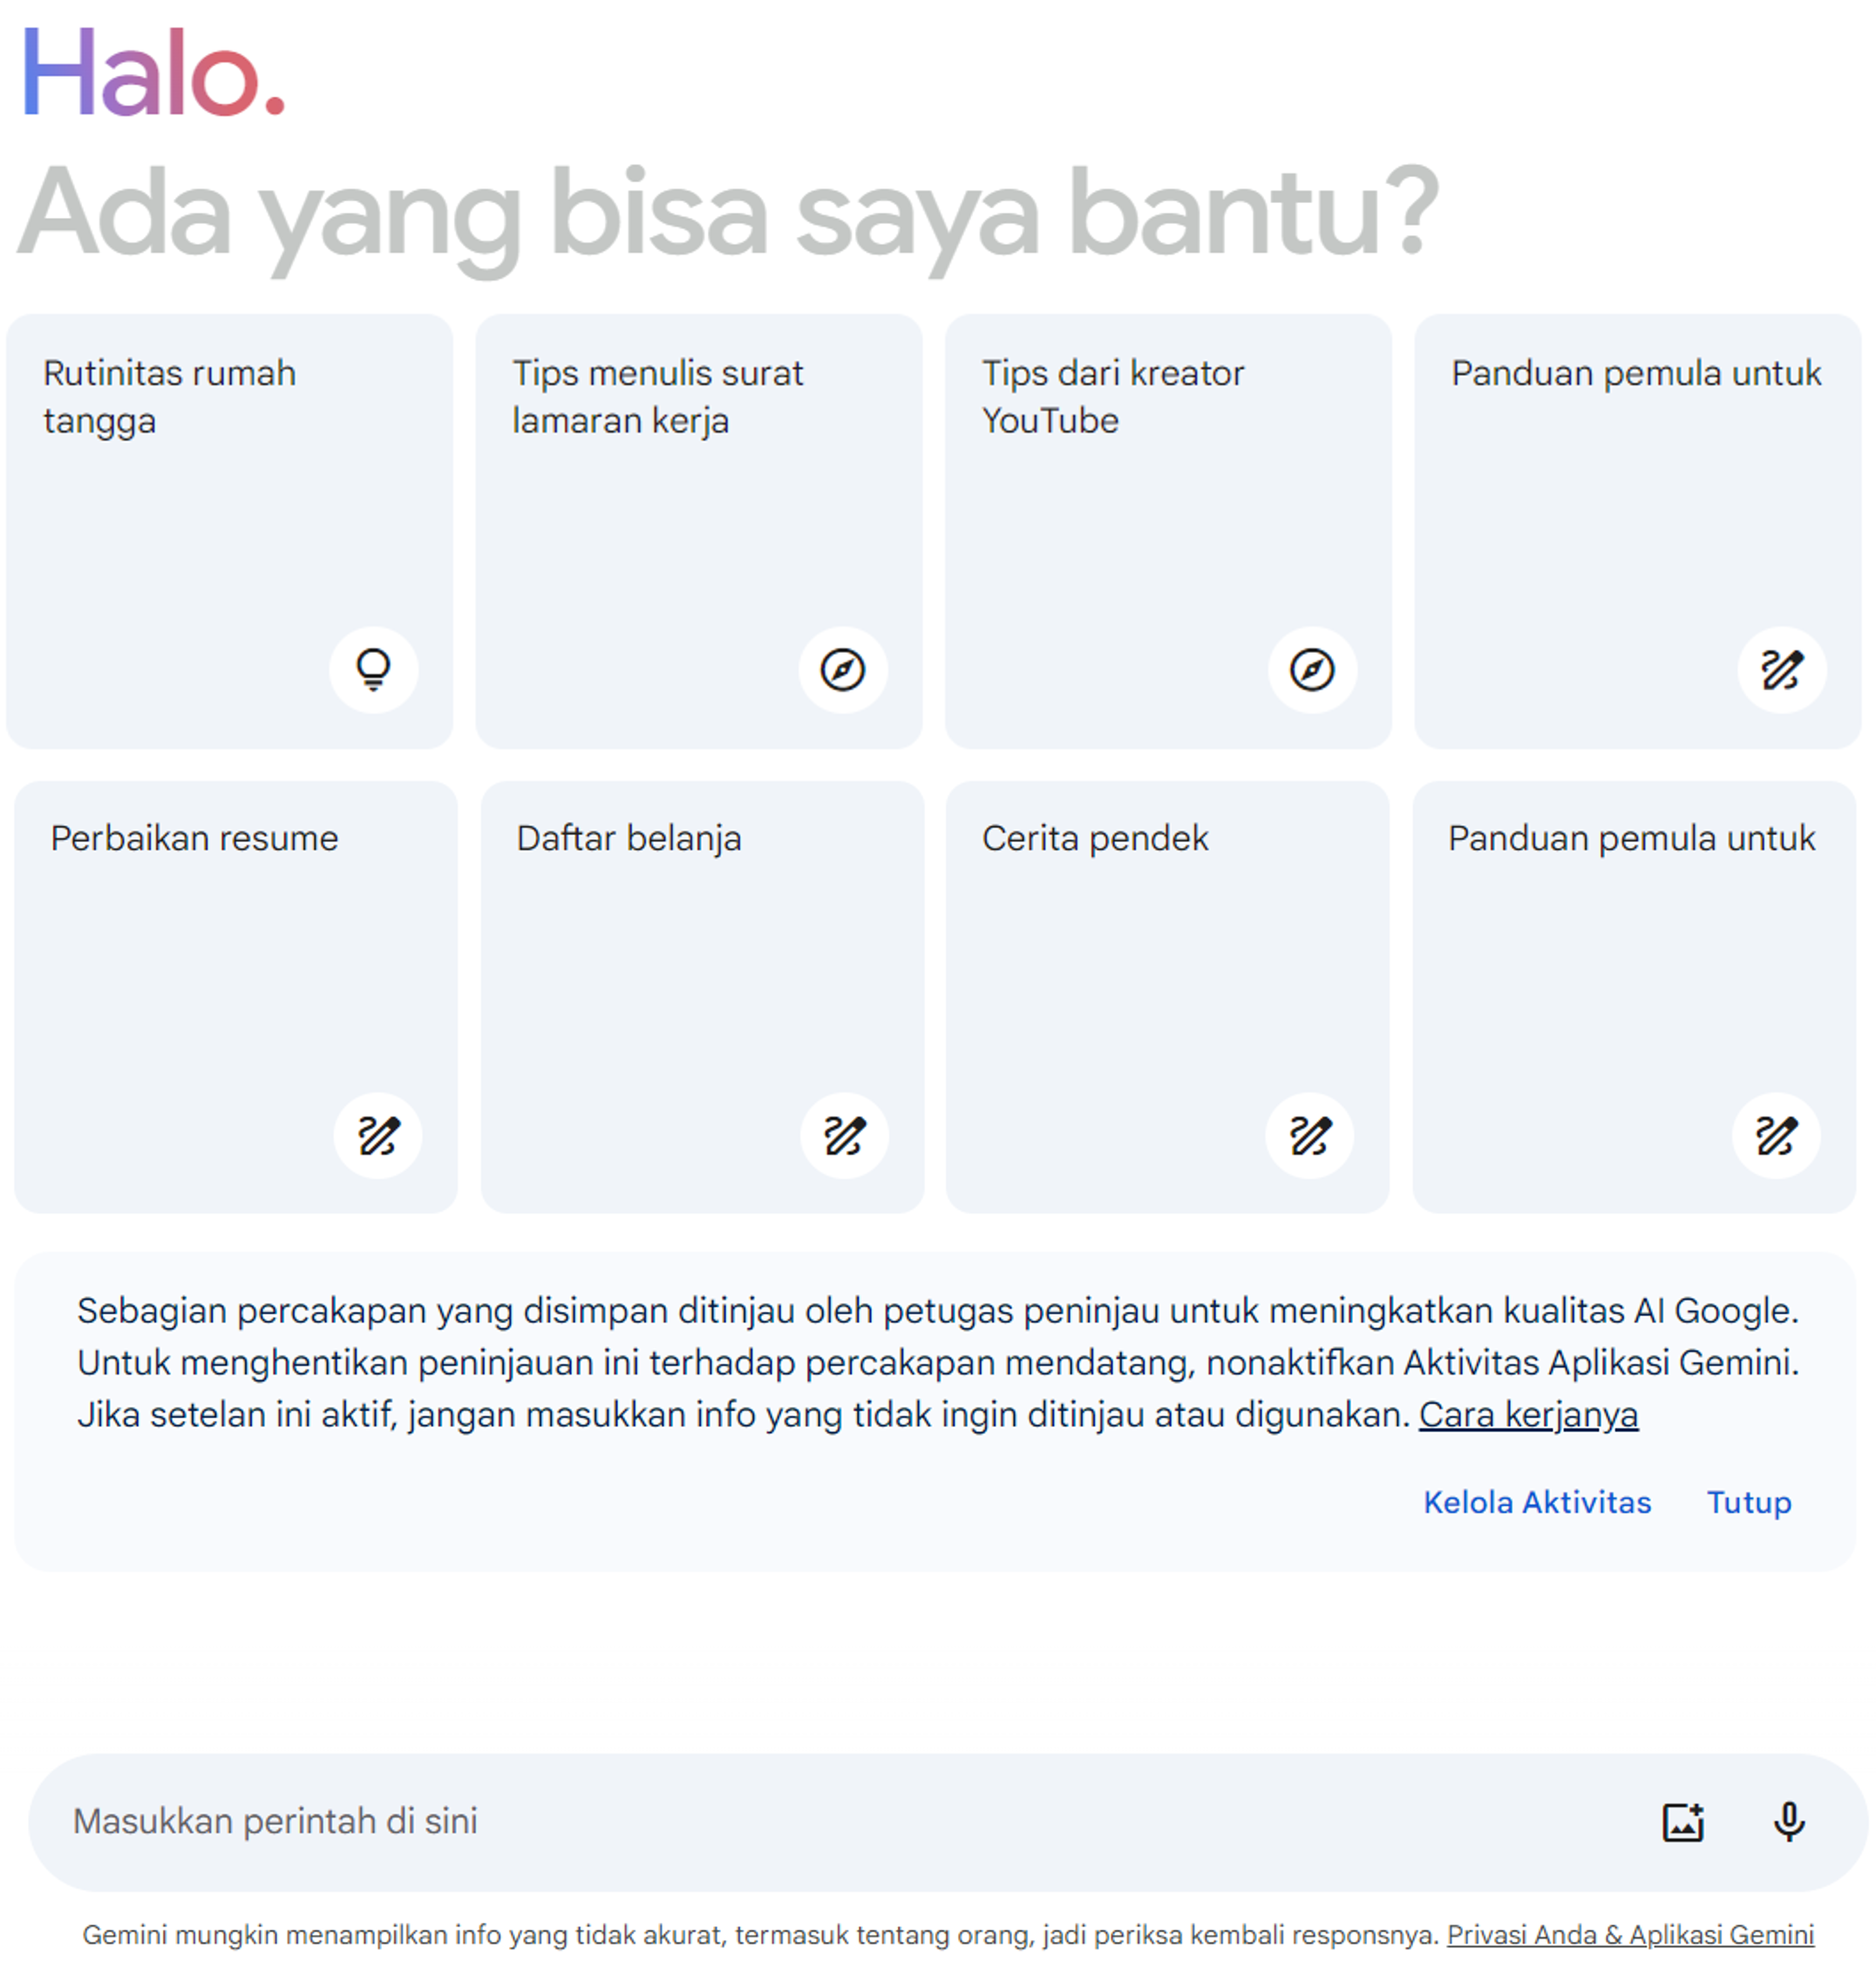 Halo.
Ada yang bisa saya bantu?
Rutinitas rumah
tangga
Tips menulis surat
lamaran kerja
Tips dari kreator
YouTube
Panduan pemula untuk
Perbaikan resume
Daftar belanja
Cerita pendek
Panduan pemula untuk
Sebagian percakapan yang disimpan ditinjau oleh petugas peninjau untuk meningkatkan kualitas AI Google.
Untuk menghentikan peninjauan ini terhadap percakapan mendatang, nonaktifkan Aktivitas Aplikasi Gemini.
Jika setelan ini aktif, jangan masukkan info yang tidak ingin ditinjau atau digunakan. Cara kerjanya
Kelola Aktivitas Tutup
Masukkan perintah di sini
Gemini mungkin menampilkan info yang tidak akurat, termasuk tentang orang, jadi periksa kembali responsnya. Privasi Anda & Aplikasi Gemini